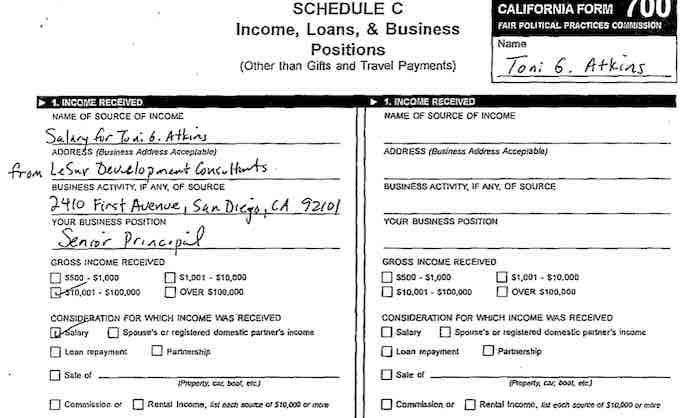 SCHEDULE C
Income, Loans, & Business
Positions
(Other than Gifts and Travel Payments)
CALIFORNIA FORM 700
FAIR POLITICAL PRACTICES COMMISSION
Name
Toni G. Atkins
► 1. INCOME RECEIVED
NAME OF SOURCE OF INCOME
Salary for Toni G. Atkins
ADDRESS (Business Address Acceptable)
from LeSar Development Consultants
BUSINESS ACTIVITY, IF ANY, OF SOURCE
2410 First Avenue, San Diego, CA 92101
YOUR BUSINESS POSITION
Senior Principal
GROSS INCOME RECEIVED
$500 - $1,000 $1,001 - $10,000
$10,001 - $100,000 OVER $100,000
CONSIDERATION FOR WHICH INCOME WAS RECEIVED
Salary Spouse's or registered domestic partner's income
Loan repayment Partnership
Sale of
(Property, car, boat, etc.)
Commission or Rental Income, list each source of $10,000 or more
► 1. INCOME RECEIVED
NAME OF SOURCE OF INCOME
ADDRESS (Business Address Acceptable)
BUSINESS ACTIVITY, IF ANY, OF SOURCE
YOUR BUSINESS POSITION
GROSS INCOME RECEIVED
$500 - $1,000 $1,001 - $10,000
$10,001 - $100,000 OVER $100,000
CONSIDERATION FOR WHICH INCOME WAS RECEIVED
Salary Spouse's or registered domestic partner's income
Loan repayment Partnership
Sale of
(Property, car, boat, etc.)
Commission or Rental Income, list each source of $10,000 or more